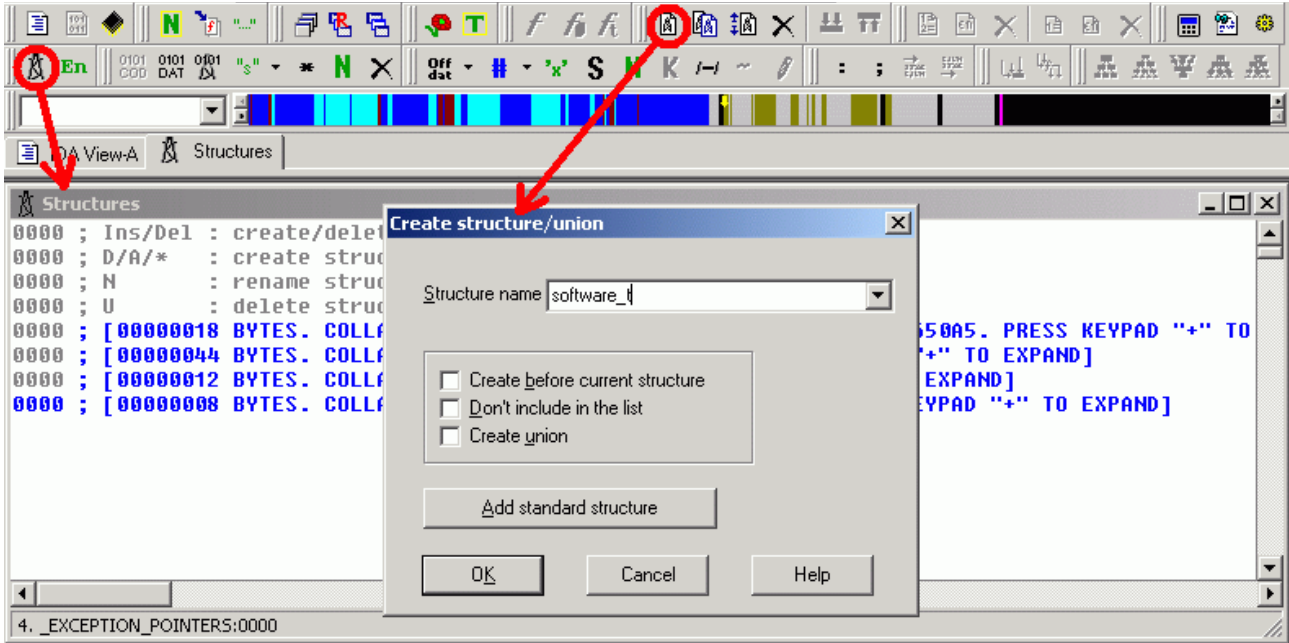 N "..." T f fi fi
En 0101 COD 0101 DAT 0101 "s" * N X Off dat # 'x' S M K /-/ ~ : ;
IDA View-A Structures
Structures
0000 ; Ins/Del : create/delet
0000 ; D/A/* : create struc
0000 ; N : rename struc
0000 ; U : delete struc
0000 ; [00000018 BYTES. COLLA 650A5. PRESS KEYPAD "+" TO
0000 ; [00000044 BYTES. COLLA "+" TO EXPAND]
0000 ; [00000012 BYTES. COLLA EXPAND]
0000 ; [00000008 BYTES. COLLA EYPAD "+" TO EXPAND]
Create structure/union
Structure name software_t
Create before current structure
Don't include in the list
Create union
Add standard structure
OK Cancel Help
4. _EXCEPTION_POINTERS:0000